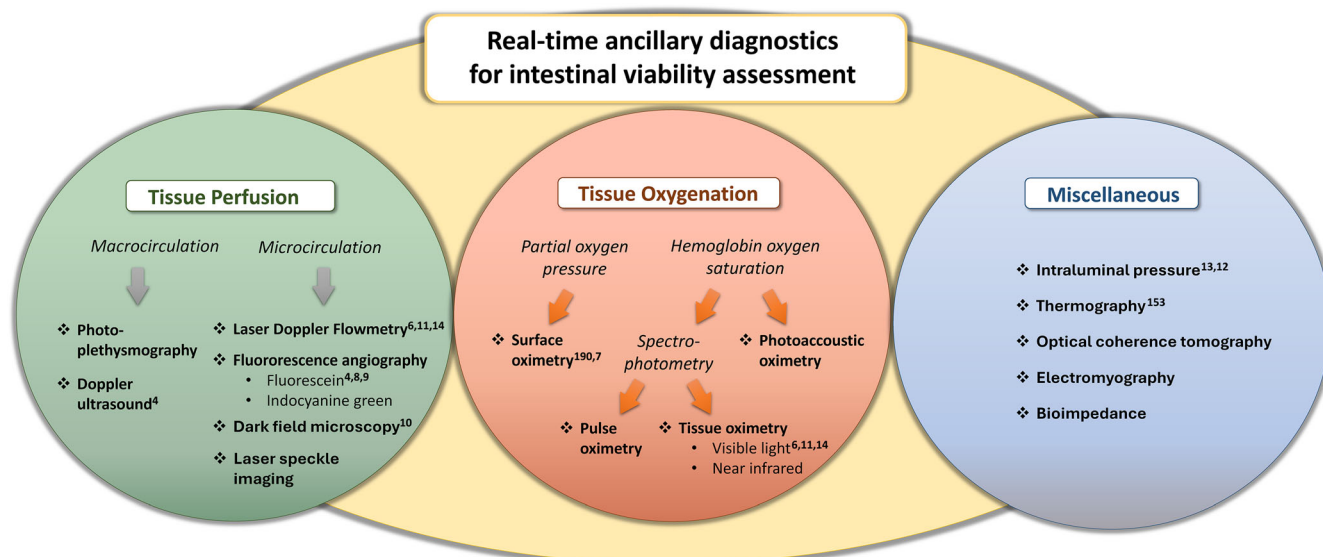 Real-time ancillary diagnostics
for intestinal viability assessment
Tissue Perfusion
Macrocirculation
Microcirculation
❖ Photo-
plethysmography
❖ Doppler
ultrasound⁴
❖ Laser Doppler Flowmetry⁶,¹¹,¹⁴
❖ Fluororescence angiography
• Fluorescein⁴,⁸,⁹
• Indocyanine green
❖ Dark field microscopy¹⁰
❖ Laser speckle
imaging
Tissue Oxygenation
Partial oxygen
pressure
Hemoglobin oxygen
saturation
❖ Surface
oximetry¹⁹⁰,⁷
Spectro-
photometry
❖ Photoaccoustic
oximetry
❖ Pulse
oximetry
❖ Tissue oximetry
• Visible light⁶,¹¹,¹⁴
• Near infrared
Miscellaneous
❖ Intraluminal pressure¹³,¹²
❖ Thermography¹⁵³
❖ Optical coherence tomography
❖ Electromyography
❖ Bioimpedance